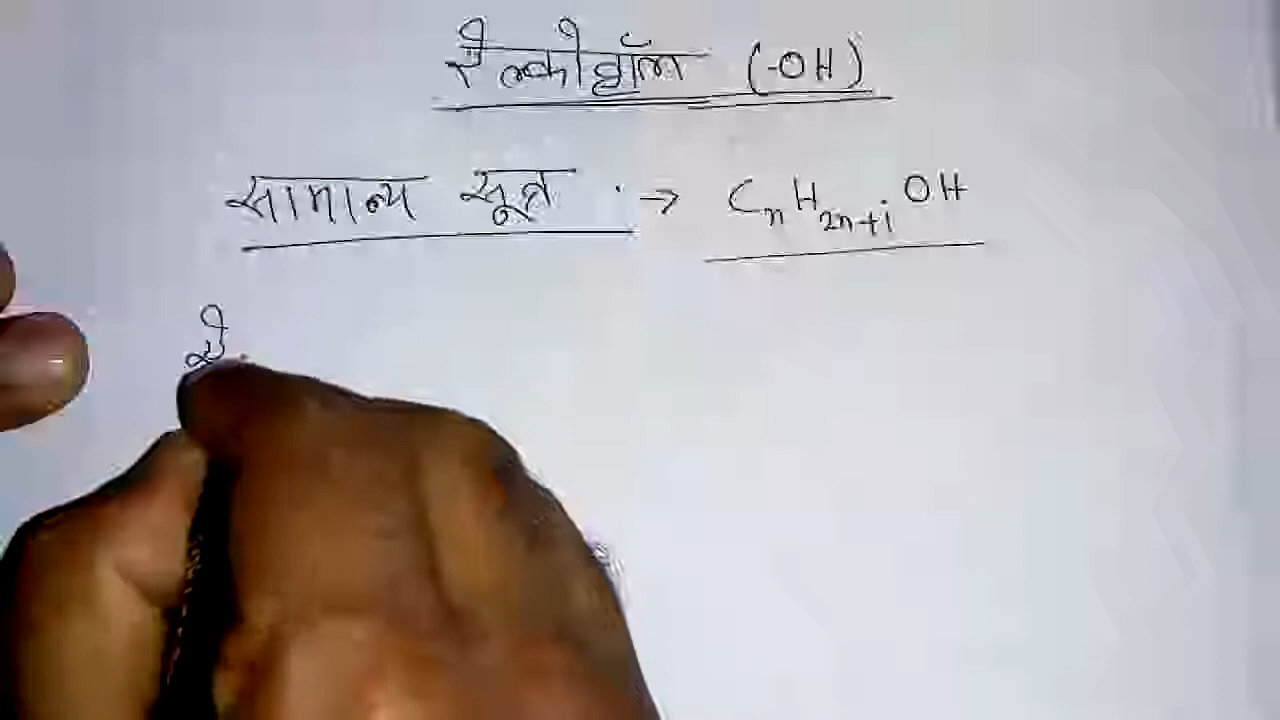 ऐल्कोहॉल (-OH)
सामान्य सूत्र → CnH2n+1OH